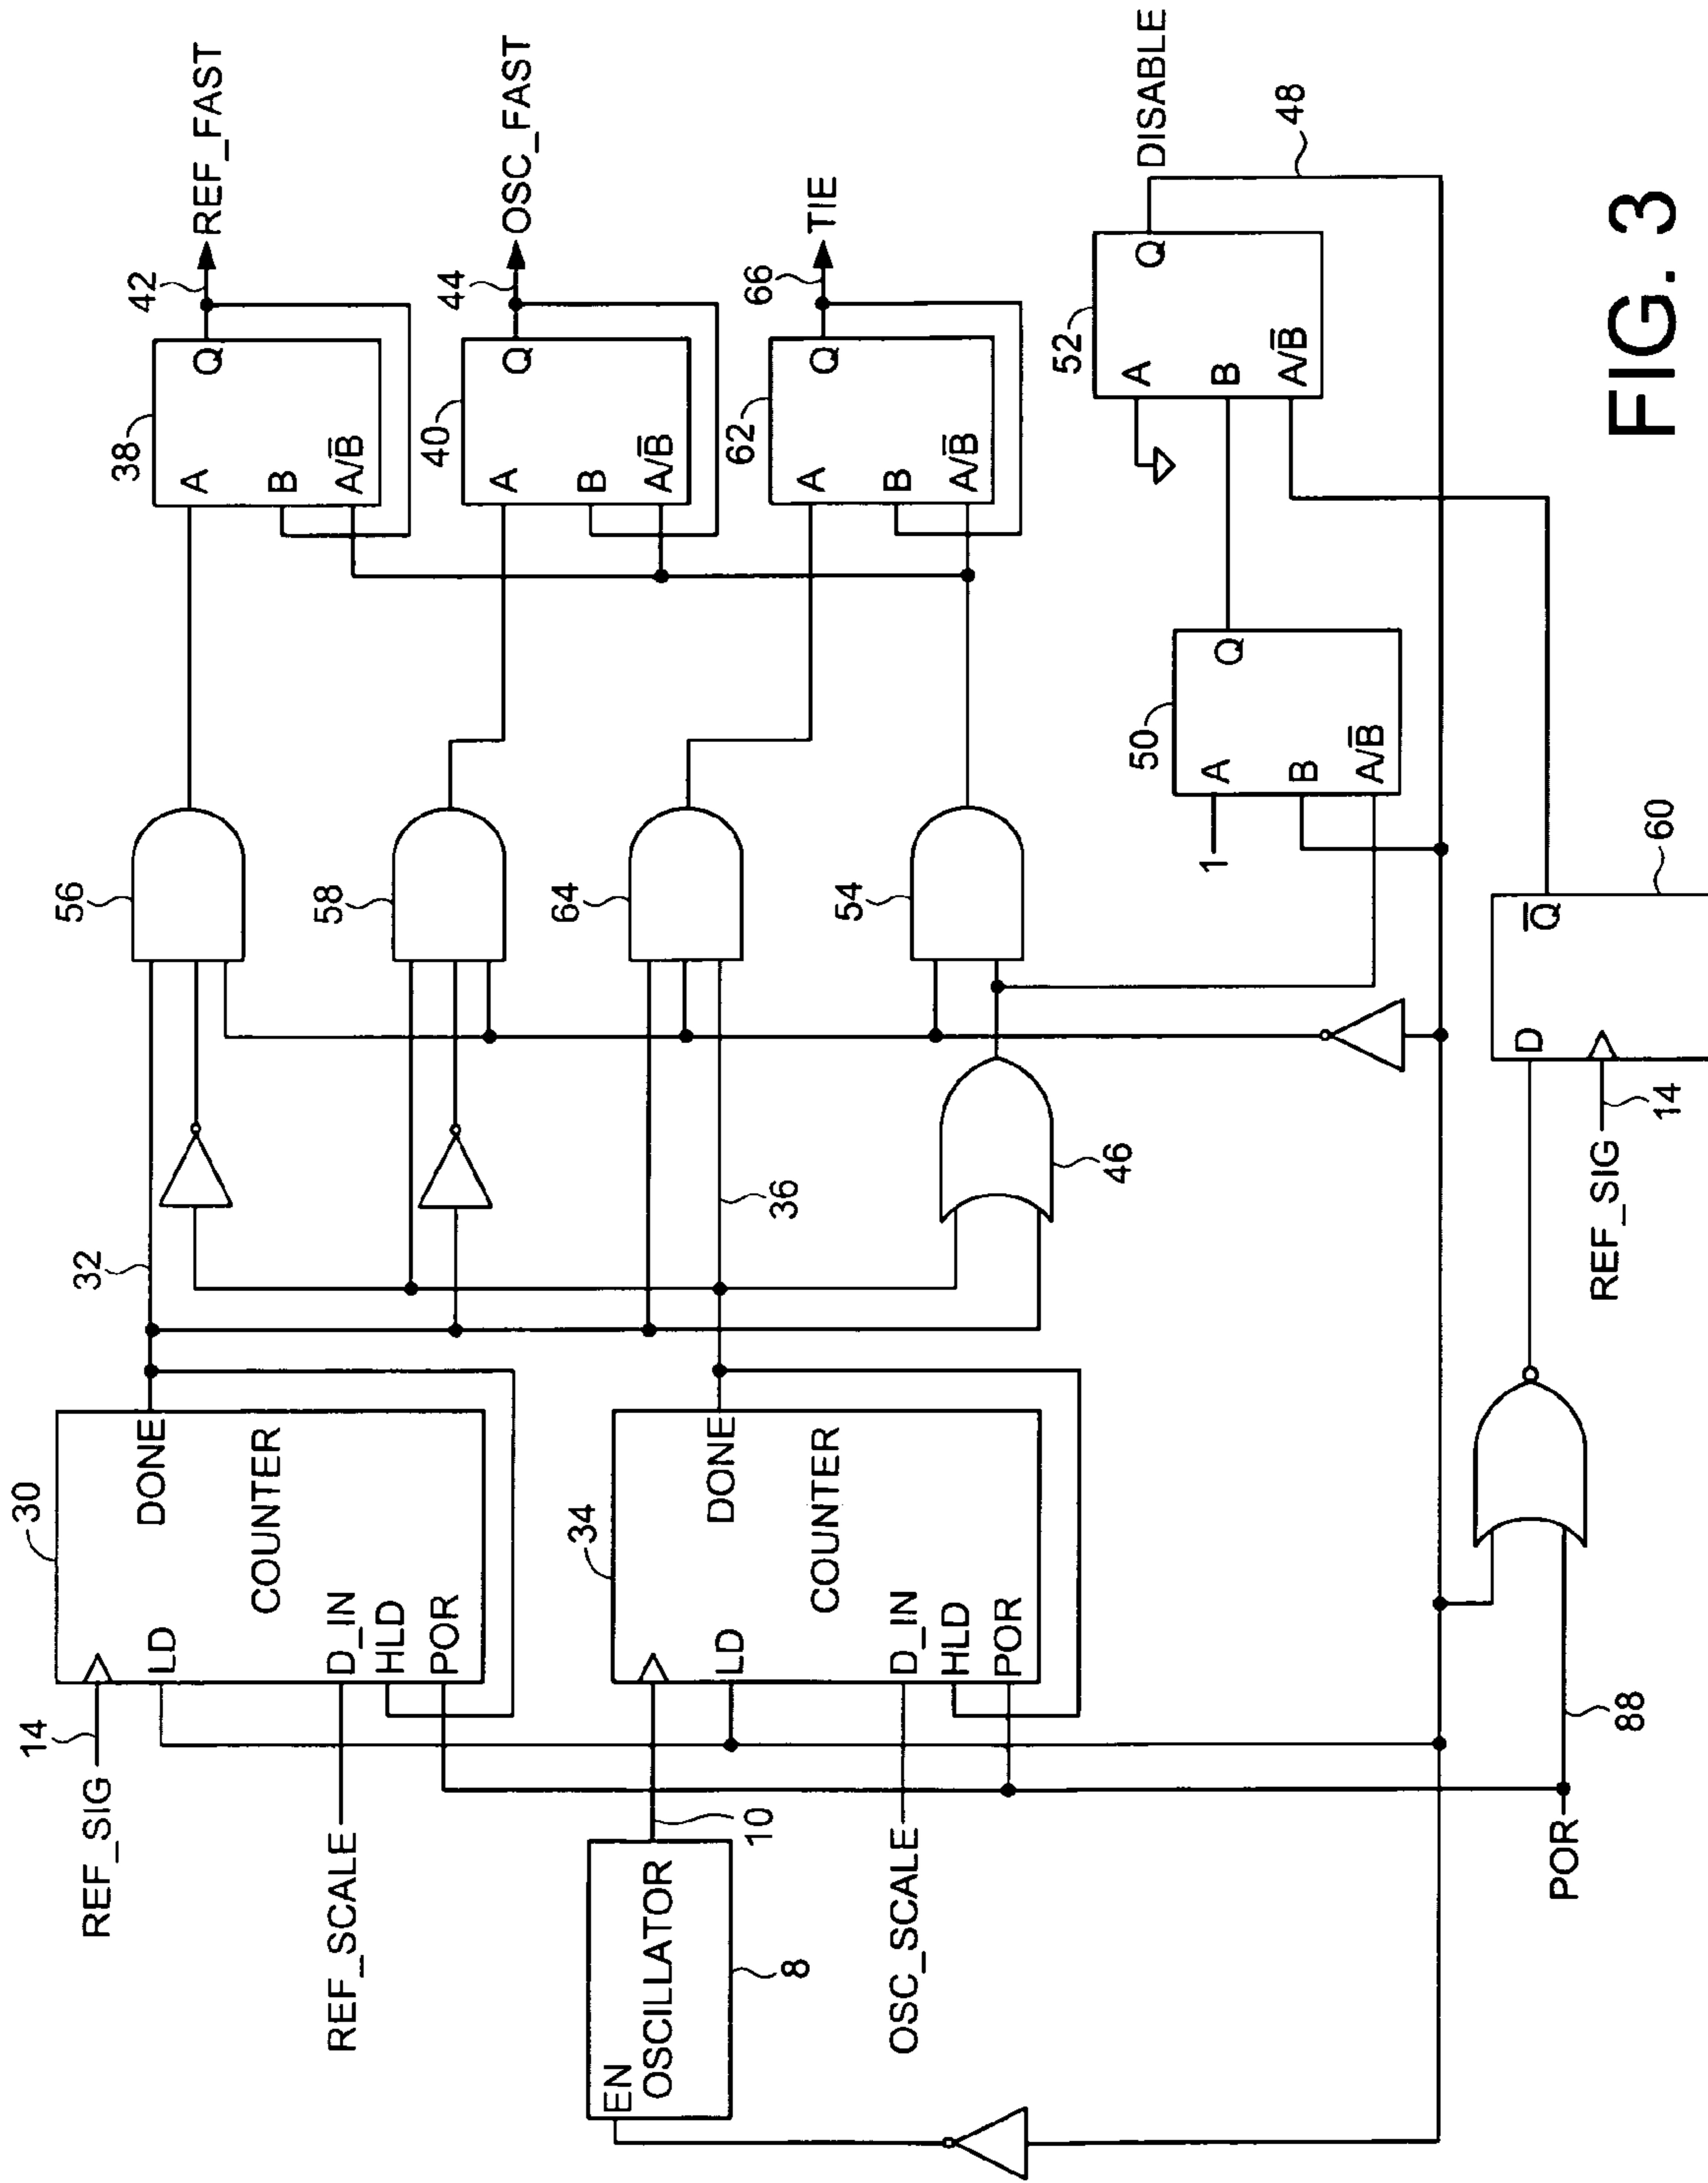 REF_SIG
14
30
LD
DONE
COUNTER
D_IN
HLD
POR
REF_SCALE
32
56
38
A
B
A/B̅
Q
42
REF_FAST
58
40
A
B
A/B̅
Q
44
OSC_FAST
EN
OSCILLATOR
8
10
34
LD
DONE
COUNTER
D_IN
HLD
POR
OSC_SCALE
36
64
62
A
B
A/B̅
Q
66
TIE
46
54
1
50
A
B
A/B̅
Q
52
A
B
A/B̅
Q
DISABLE
48
POR
88
REF_SIG
14
D
Q̅
60
FIG. 3